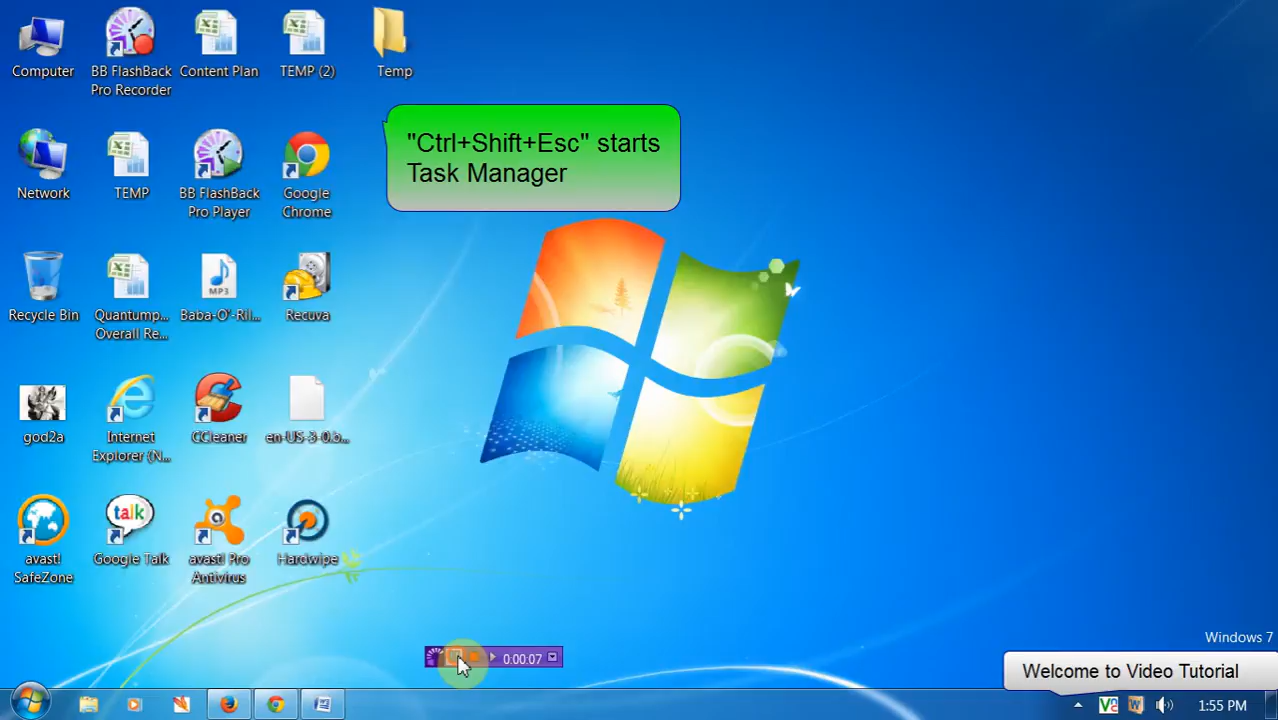 Computer
BB FlashBack
Pro Recorder
Content Plan
TEMP (2)
Temp
"Ctrl+Shift+Esc" starts
Task Manager
Network
TEMP
BB FlashBack
Pro Player
Google
Chrome
Recycle Bin
Quantump...
Overall Re...
MP3
Baba-O'-Ril...
Recuva
god2a
Internet
Explorer (N...
CCleaner
en-US-3-0.b...
avast!
SafeZone
talk
Google Talk
avast! Pro
Antivirus
Hardwipe
0:00:07
Windows 7
Welcome to Video Tutorial
1:55 PM